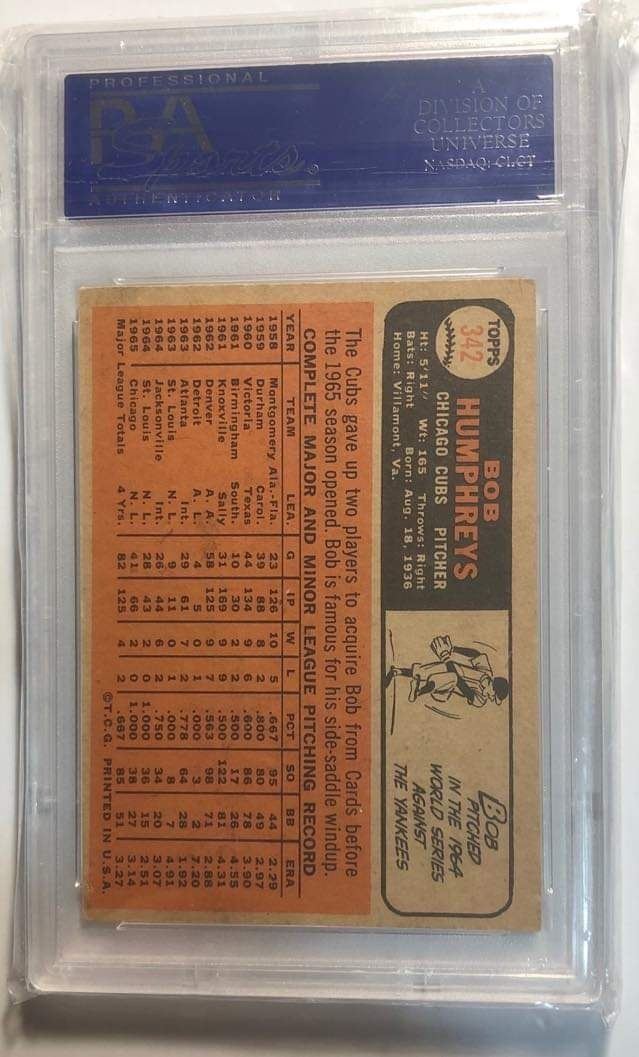 PROFESSIONAL
PSA
Sports
AUTHENTICATOR
A
DIVISION OF
COLLECTORS
UNIVERSE
NASDAQ: CLCT
TOPPS
342
BOB
HUMPHREYS
CHICAGO CUBS PITCHER
Ht: 5'11" Wt: 165 Throws: Right
Bats: Right Born: Aug. 18, 1936
Home: Villamont, Va.
BOB
PITCHED
IN THE 1964
WORLD SERIES
AGAINST
THE YANKEES
The Cubs gave up two players to acquire Bob from Cards before
the 1965 season opened. Bob is famous for his side-saddle windup.
COMPLETE MAJOR AND MINOR LEAGUE PITCHING RECORD
YEAR TEAM LEA. G IP W L PCT SO BB ERA
1958 Montgomery Ala.-Fla. 23 126 10 5 .667 95 44 2.29
1959 Durham Carol. 39 88 8 2 .800 80 49 2.97
1960 Victoria Texas 44 134 9 6 .600 86 78 3.90
1961 Birmingham South. 10 30 2 2 .500 17 26 4.55
1961 Knoxville Sally 31 9 9 .500 122 81 4.31
1962 Denver A. A. 58 125 9 7 .563 98 71 2.88
1962 Detroit A. L. 4 5 0 1 .000 3 2 7.20
1963 Atlanta Int. 29 61 7 2 .778 64 28 1.92
1963 St. Louis N. L. 9 11 0 1 .000 8 7 4.91
1964 Jacksonville Int. 26 44 6 2 .750 34 20 3.07
1964 St. Louis N. L. 28 43 2 0 1.000 36 15 2.51
1965 Chicago N. L. 41 66 2 0 1.000 38 27 3.14
Major League Totals 4 Yrs. 82 125 4 2 .667 85 51 3.27
©T.C.G. PRINTED IN U.S.A.